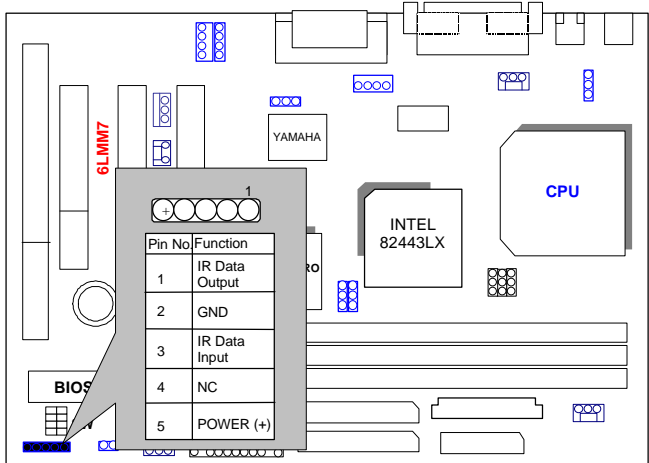 YAMAHA
6LMM7
CPU
INTEL
82443LX
1
+
Pin No. Function
1 IR Data Output
2 GND
3 IR Data Input
4 NC
5 POWER (+)
RO
BIOS